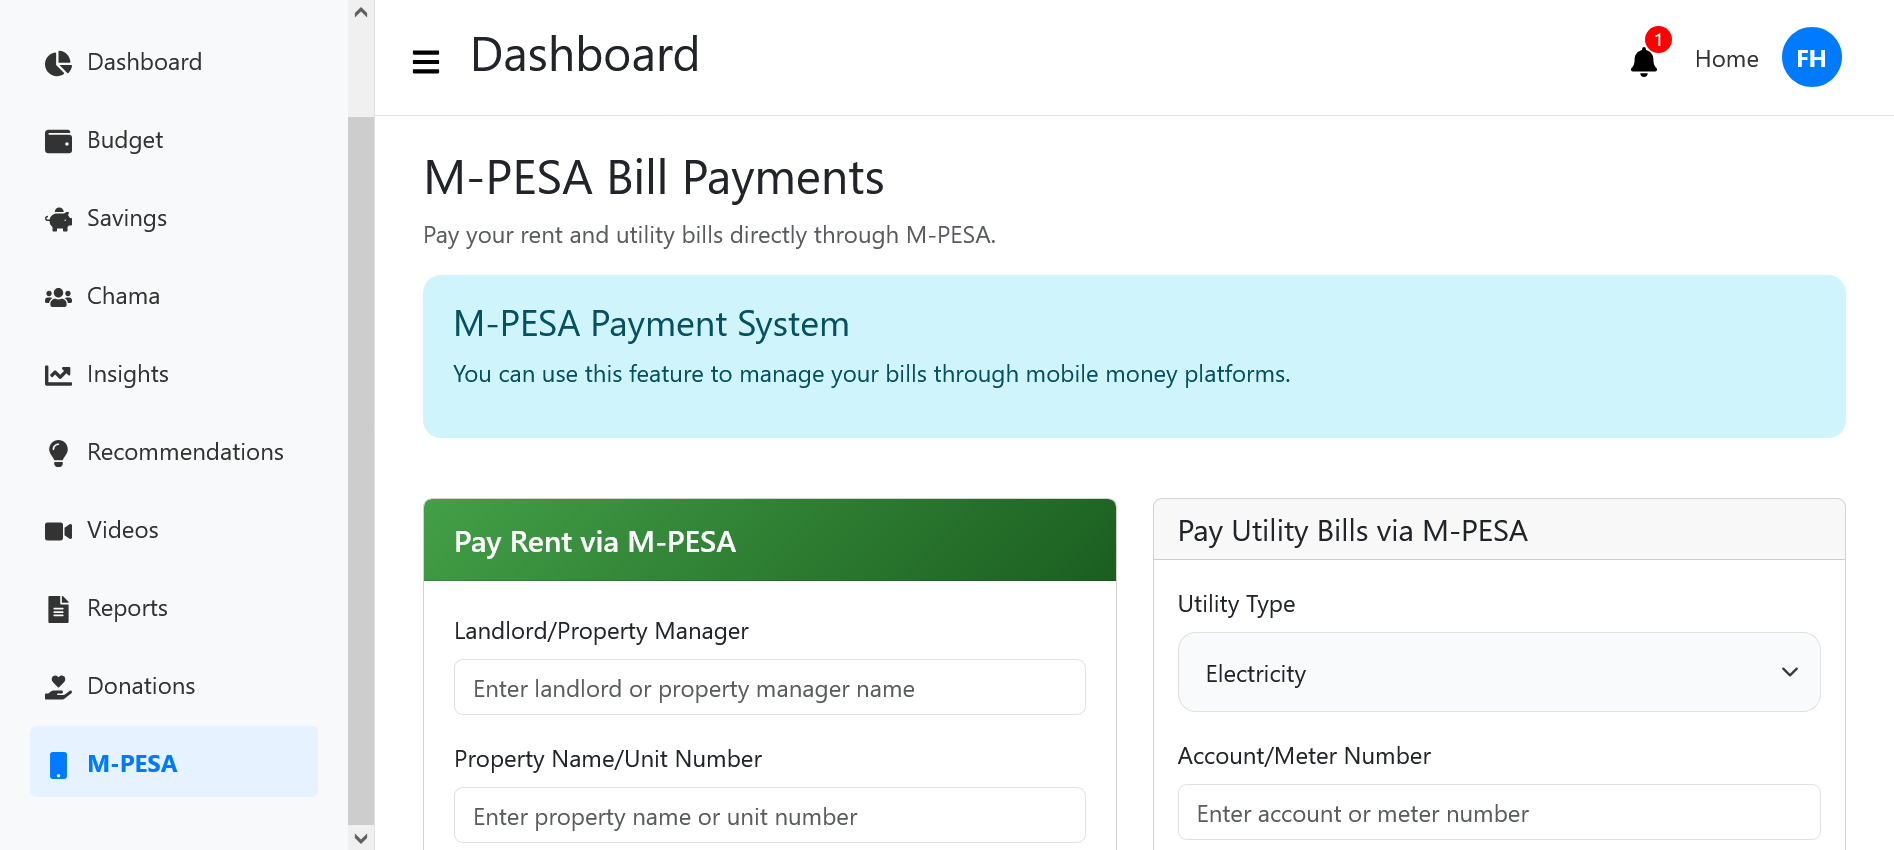 Dashboard
Budget
Savings
Chama
Insights
Recommendations
Videos
Reports
Donations
M-PESA
Dashboard
1
Home
FH
M-PESA Bill Payments
Pay your rent and utility bills directly through M-PESA.
M-PESA Payment System
You can use this feature to manage your bills through mobile money platforms.
Pay Rent via M-PESA
Landlord/Property Manager
Enter landlord or property manager name
Property Name/Unit Number
Enter property name or unit number
Pay Utility Bills via M-PESA
Utility Type
Electricity
Account/Meter Number
Enter account or meter number